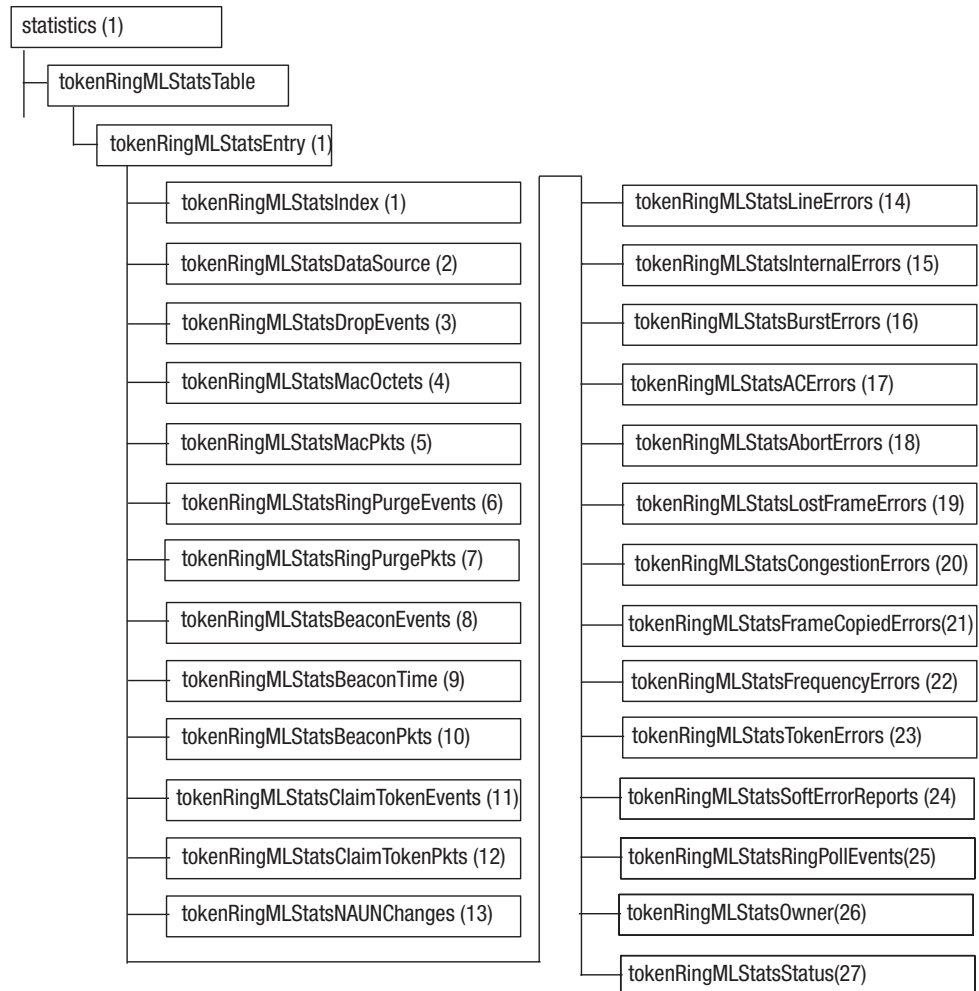 statistics (1)
tokenRingMLStatsTable
tokenRingMLStatsEntry (1)
tokenRingMLStatsIndex (1)
tokenRingMLStatsDataSource (2)
tokenRingMLStatsDropEvents (3)
tokenRingMLStatsMacOctets (4)
tokenRingMLStatsMacPkts (5)
tokenRingMLStatsRingPurgeEvents (6)
tokenRingMLStatsRingPurgePkts (7)
tokenRingMLStatsBeaconEvents (8)
tokenRingMLStatsBeaconTime (9)
tokenRingMLStatsBeaconPkts (10)
tokenRingMLStatsClaimTokenEvents (11)
tokenRingMLStatsClaimTokenPkts (12)
tokenRingMLStatsNAUNChanges (13)
tokenRingMLStatsLineErrors (14)
tokenRingMLStatsInternalErrors (15)
tokenRingMLStatsBurstErrors (16)
tokenRingMLStatsACErrors (17)
tokenRingMLStatsAbortErrors (18)
tokenRingMLStatsLostFrameErrors (19)
tokenRingMLStatsCongestionErrors (20)
tokenRingMLStatsFrameCopiedErrors(21)
tokenRingMLStatsFrequencyErrors (22)
tokenRingMLStatsTokenErrors (23)
tokenRingMLStatsSoftErrorReports (24)
tokenRingMLStatsRingPollEvents(25)
tokenRingMLStatsOwner(26)
tokenRingMLStatsStatus(27)